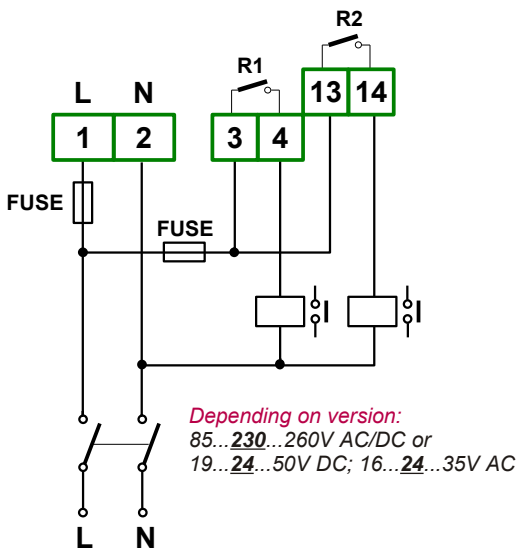 R2
R1
L N
13 14
1 2
3 4
FUSE
FUSE
Depending on version:
85...230...260V AC/DC or
19...24...50V DC; 16...24...35V AC
L N